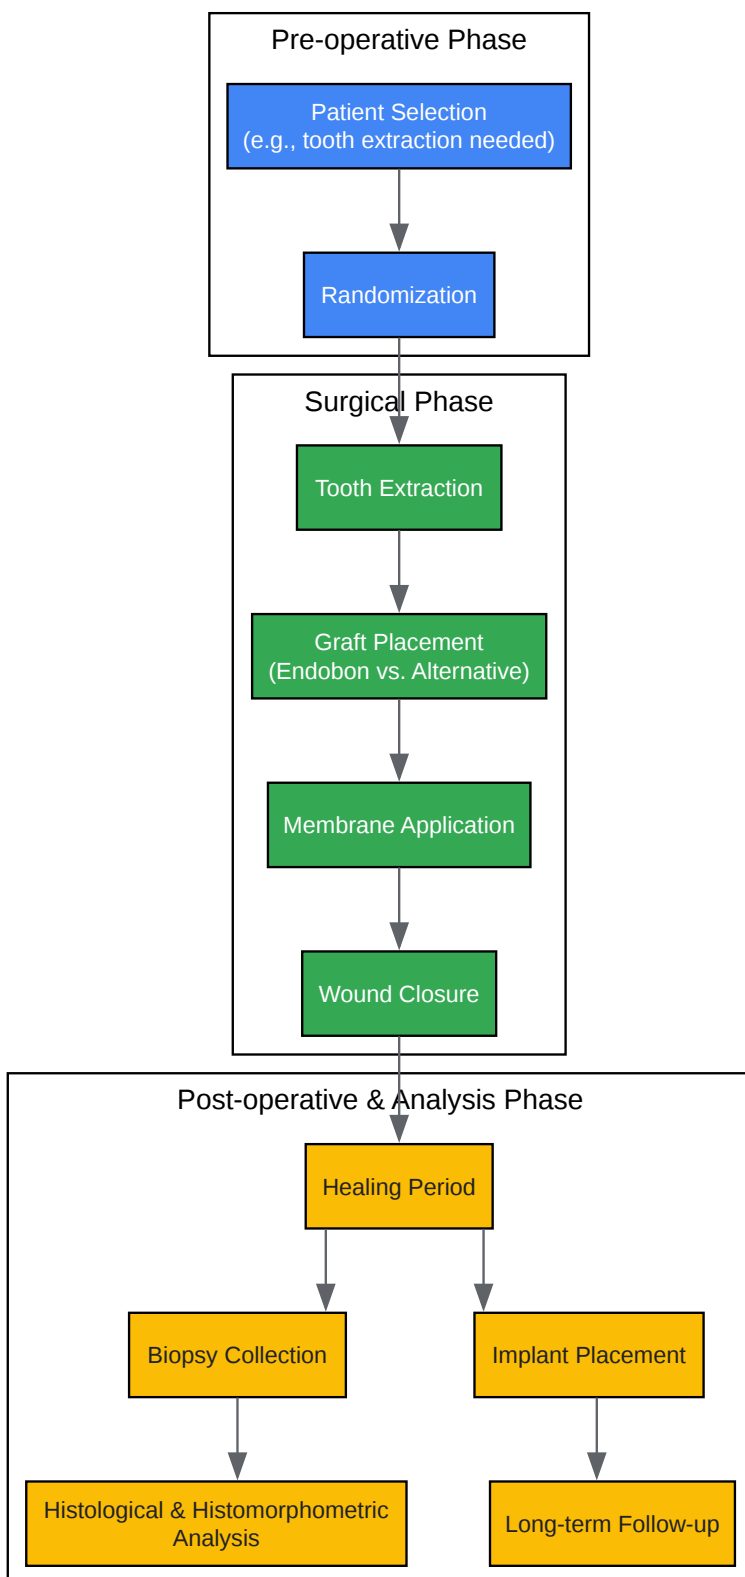 Pre-operative Phase
Patient Selection
(e.g., tooth extraction needed)
Randomization
Surgical Phase
Tooth Extraction
Graft Placement
(Endobon vs. Alternative)
Membrane Application
Wound Closure
Post-operative & Analysis Phase
Healing Period
Biopsy Collection
Implant Placement
Histological & Histomorphometric
Analysis
Long-term Follow-up